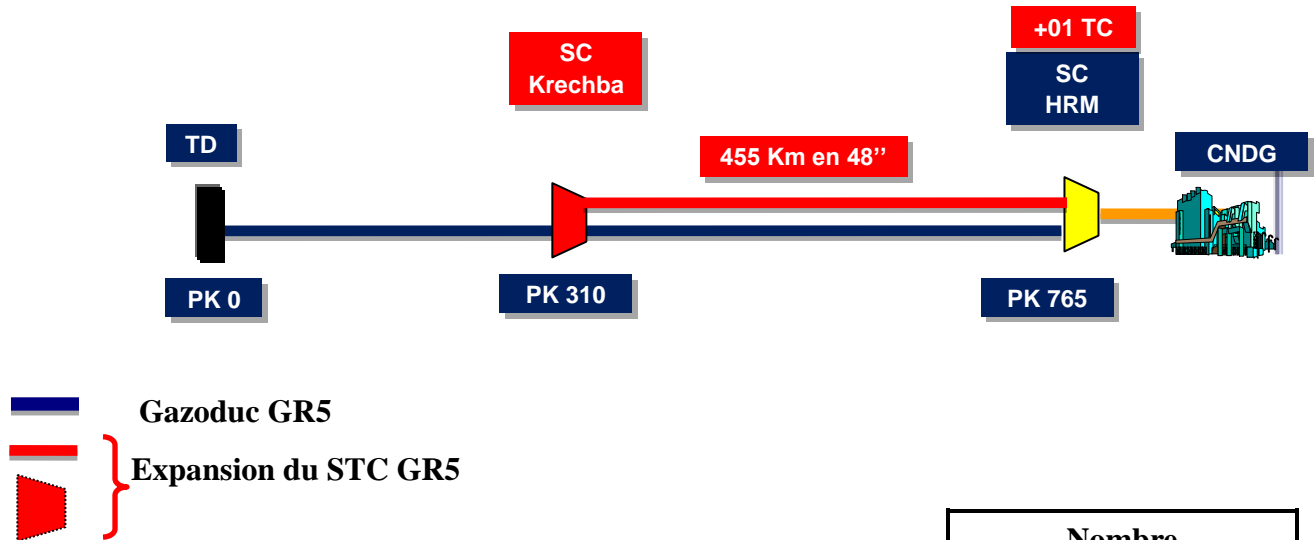 +01 TC
SC
Krechba
SC
HRM
TD
455 Km en 48’’
CNDG
PK 0
PK 310
PK 765
Gazoduc GR5
Expansion du STC GR5
Nombre